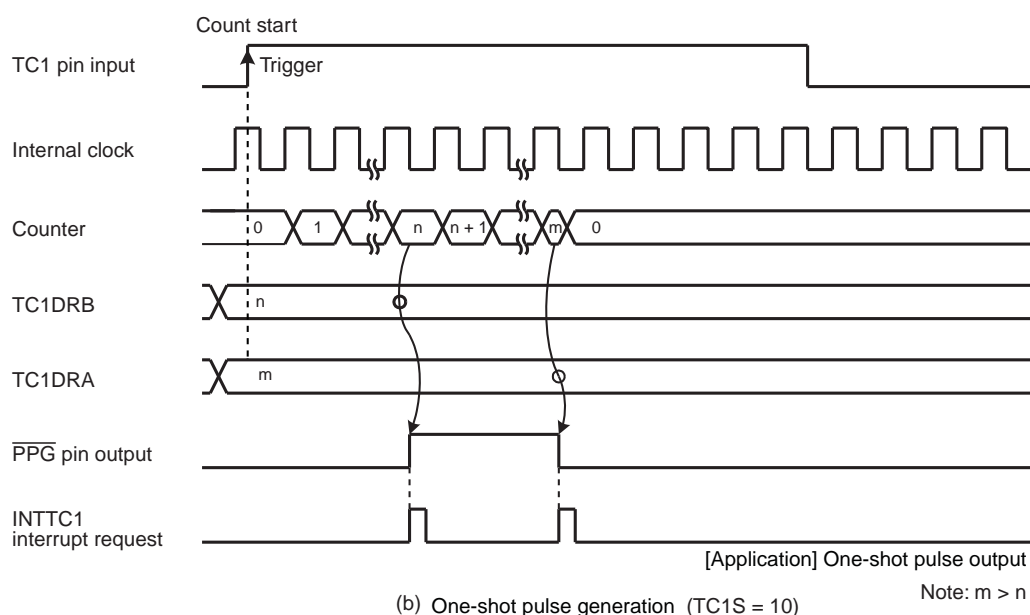 Count start
TC1 pin input
Trigger
Internal clock
Counter
0 1 n n + 1 m 0
TC1DRB
n
TC1DRA
m
PPG pin output
INTTC1
interrupt request
[Application] One-shot pulse output
Note: m > n
(b) One-shot pulse generation (TC1S = 10)